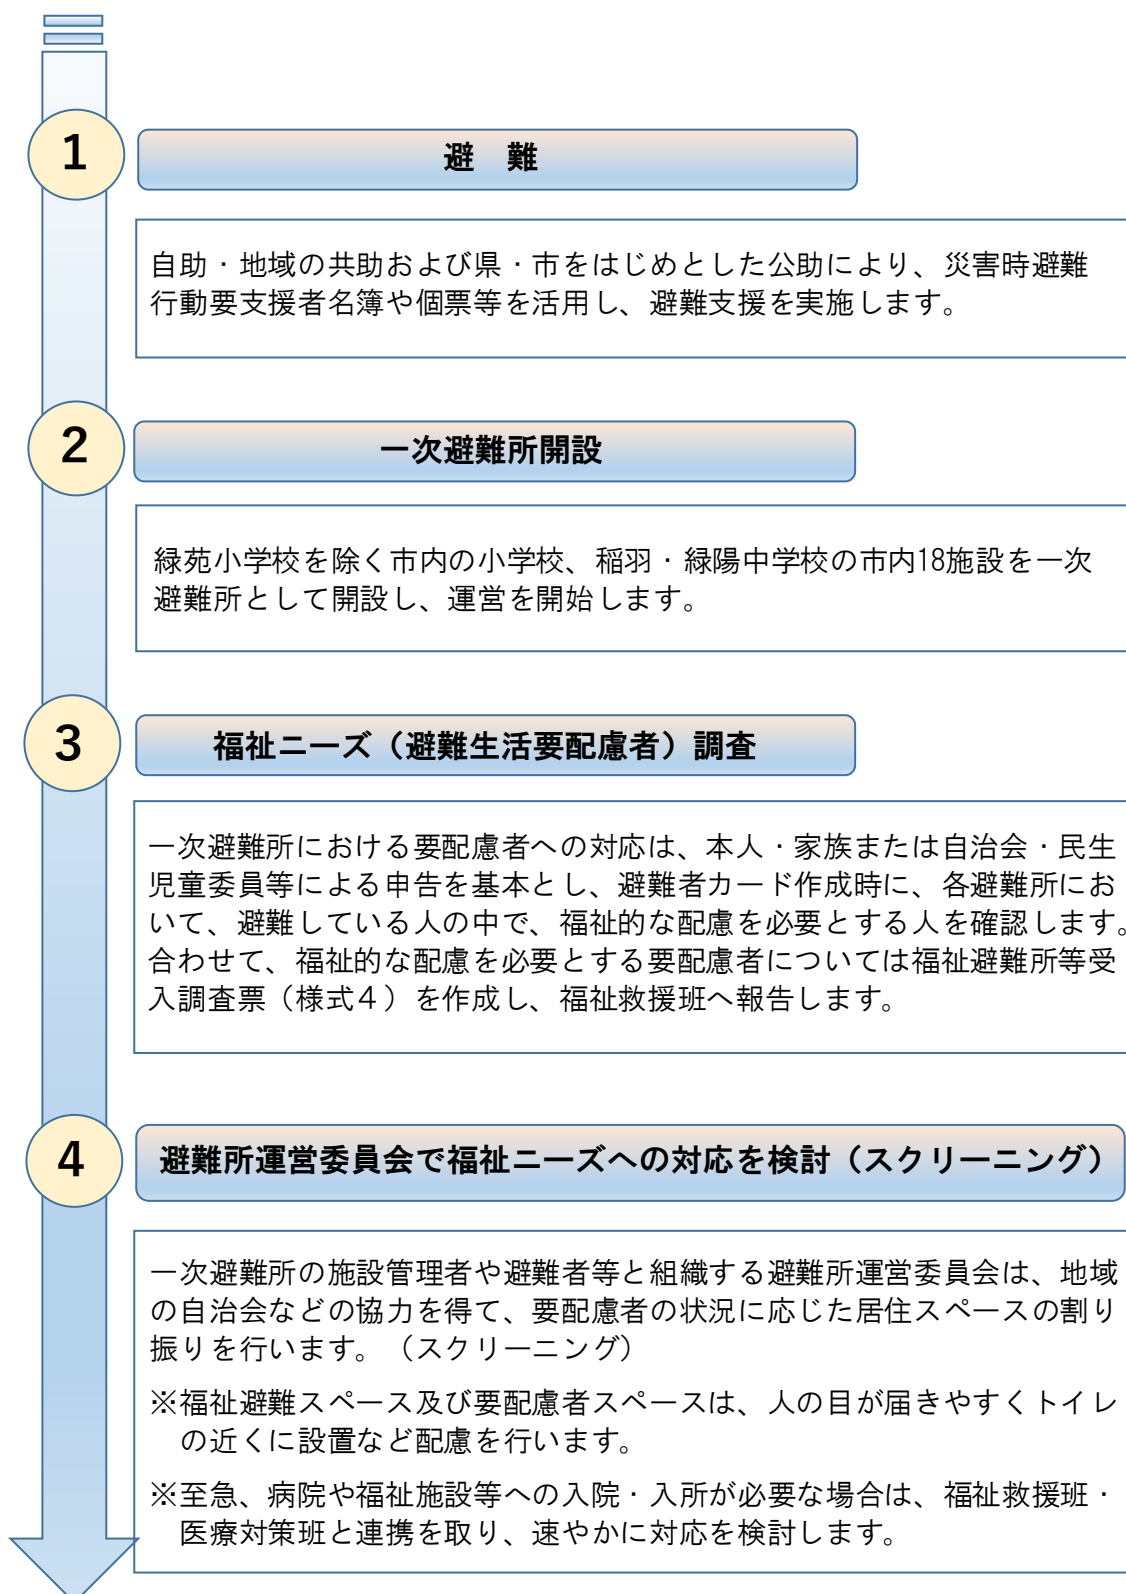 1
避　難
自助・地域の共助および県・市をはじめとした公助により、災害時避難
行動要支援者名簿や個票等を活用し、避難支援を実施します。
2
一次避難所開設
緑苑小学校を除く市内の小学校、稲羽・緑陽中学校の市内18施設を一次
避難所として開設し、運営を開始します。
3
福祉ニーズ（避難生活要配慮者）調査
一次避難所における要配慮者への対応は、本人・家族または自治会・民生
児童委員等による申告を基本とし、避難者カード作成時に、各避難所にお
いて、避難している人の中で、福祉的な配慮を必要とする人を確認します。
合わせて、福祉的な配慮を必要とする要配慮者については福祉避難所等受
入調査票（様式４）を作成し、福祉救援班へ報告します。
4
避難所運営委員会で福祉ニーズへの対応を検討（スクリーニング）
一次避難所の施設管理者や避難者等と組織する避難所運営委員会は、地域
の自治会などの協力を得て、要配慮者の状況に応じた居住スペースの割り
振りを行います。（スクリーニング）
※福祉避難スペース及び要配慮者スペースは、人の目が届きやすくトイレ
の近くに設置など配慮を行います。
※至急、病院や福祉施設等への入院・入所が必要な場合は、福祉救援班・
医療対策班と連携を取り、速やかに対応を検討します。